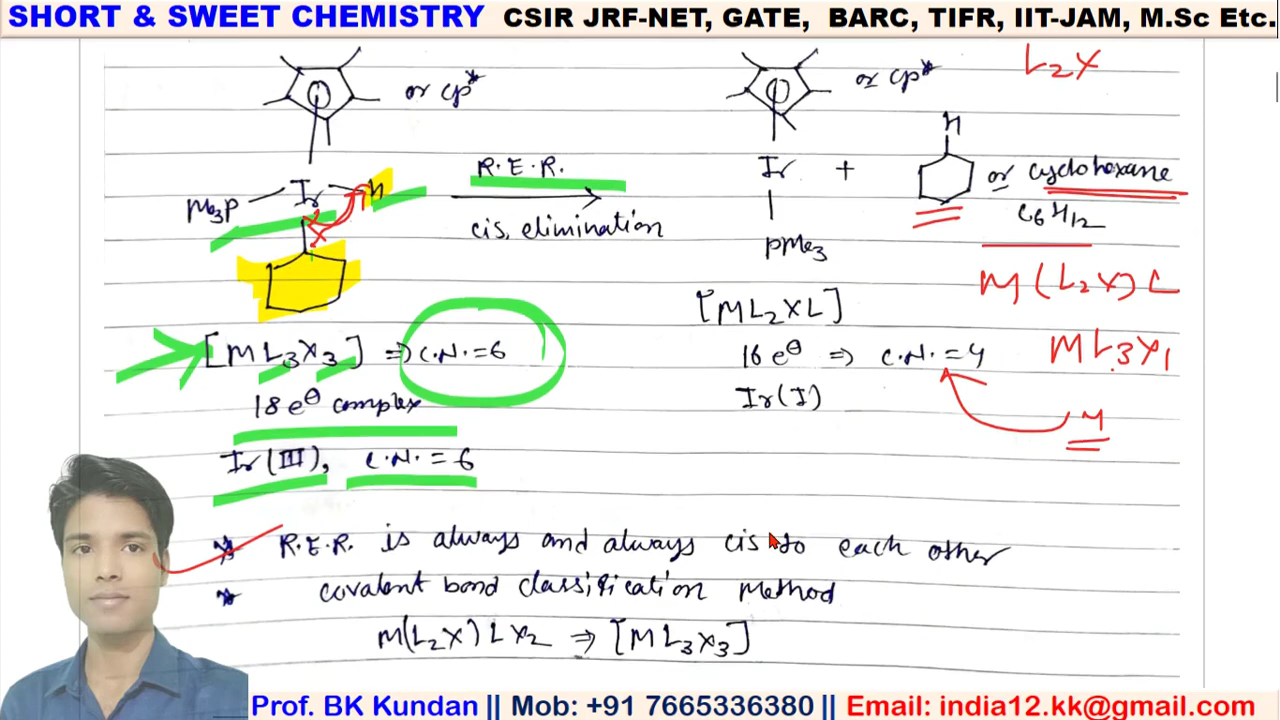 SHORT & SWEET CHEMISTRY CSIR JRF-NET, GATE, BARC, TIFR, IIT-JAM, M.Sc Etc.
or Cp* or Cp* L2X
H
R.E.R.
Me3P Ir H Ir + or cyclohexane
cis, elimination C6H12
PMe3
M(L2X)L
[ML2XL]
[ML3X3] => C.N. = 6 16 e⊖ => C.N. = 4 ML3X1
18 e⊖ complex Ir(I) 4
Ir(III), C.N. = 6
* R.E.R. is always and always cis to each other
* covalent bond classification Method
M(L2X)LX2 => [ML3X3]
Prof. BK Kundan || Mob: +91 7665336380 || Email: india12.kk@gmail.com